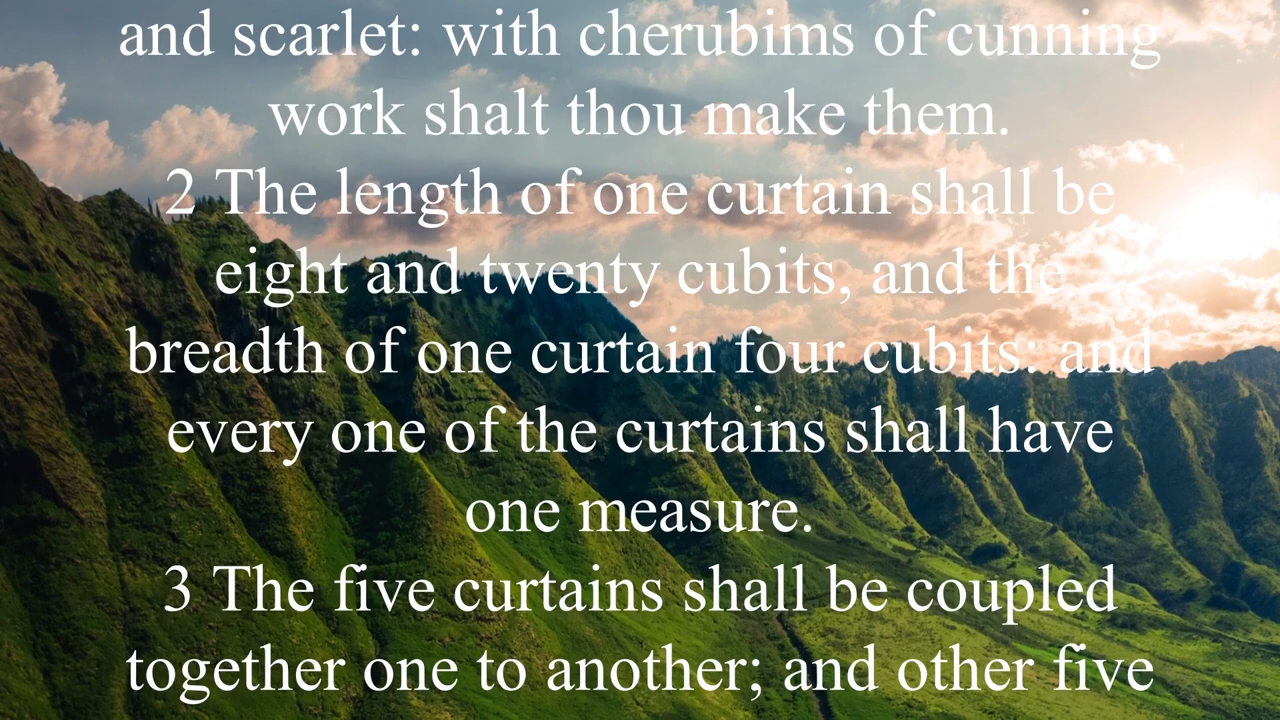 and scarlet: with cherubims of cunning
work shalt thou make them.
2 The length of one curtain shall be
eight and twenty cubits, and the
breadth of one curtain four cubits: and
every one of the curtains shall have
one measure.
3 The five curtains shall be coupled
together one to another; and other five